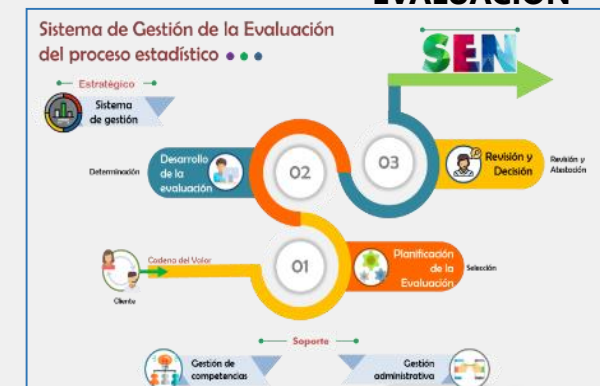 EVALUACIÓN
Sistema de Gestión de la Evaluación
del proceso estadístico
SEN
Estratégico
Sistema
de gestión
Determinación
Desarrollo
de la
evaluación
02
03
Revisión y
Decisión
Revisión y
Atestación
Cadena del Valor
Cliente
01
Planificación
de la
Evaluación
Selección
Soporte
Gestión de
competencias
Gestión
administrativa